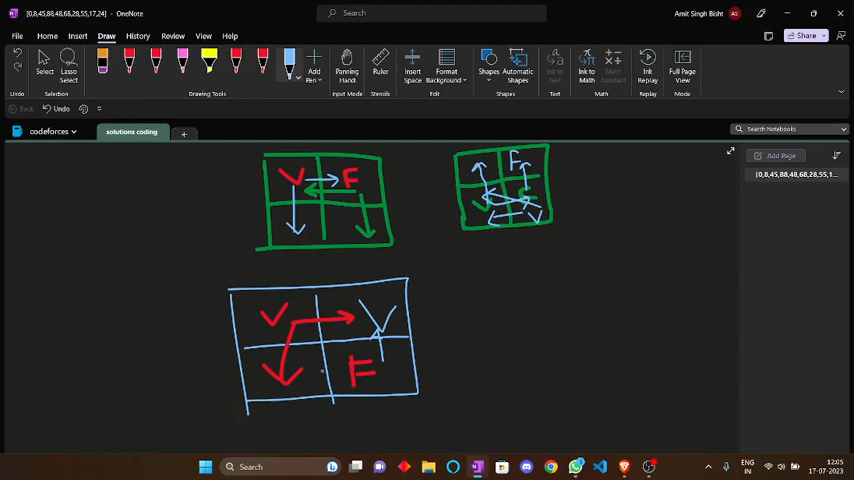 [0,8,45,88,48,68,28,55,17,24] - OneNote
Search
Amit Singh Bisht
AS
File Home Insert Draw History Review View Help
Share
Select
Lasso Select
Add Pen
Panning Hand
Ruler
Insert Space
Format Background
Shapes
Automatic Shapes
Ink to Text
Ink to Math
Math Assistant
Ink Replay
Full Page View
Undo
Drawing Tools
Input Mode
Stencils
Edit
Shapes
Text
Math
Replay
View
Back Undo
codeforces
solutions coding
Search Notebooks
Add Page
[0,8,45,88,48,68,28,55,17,24]...
V F
F
V
V V
F
Search
ENG
IN
12:05
17-07-2023